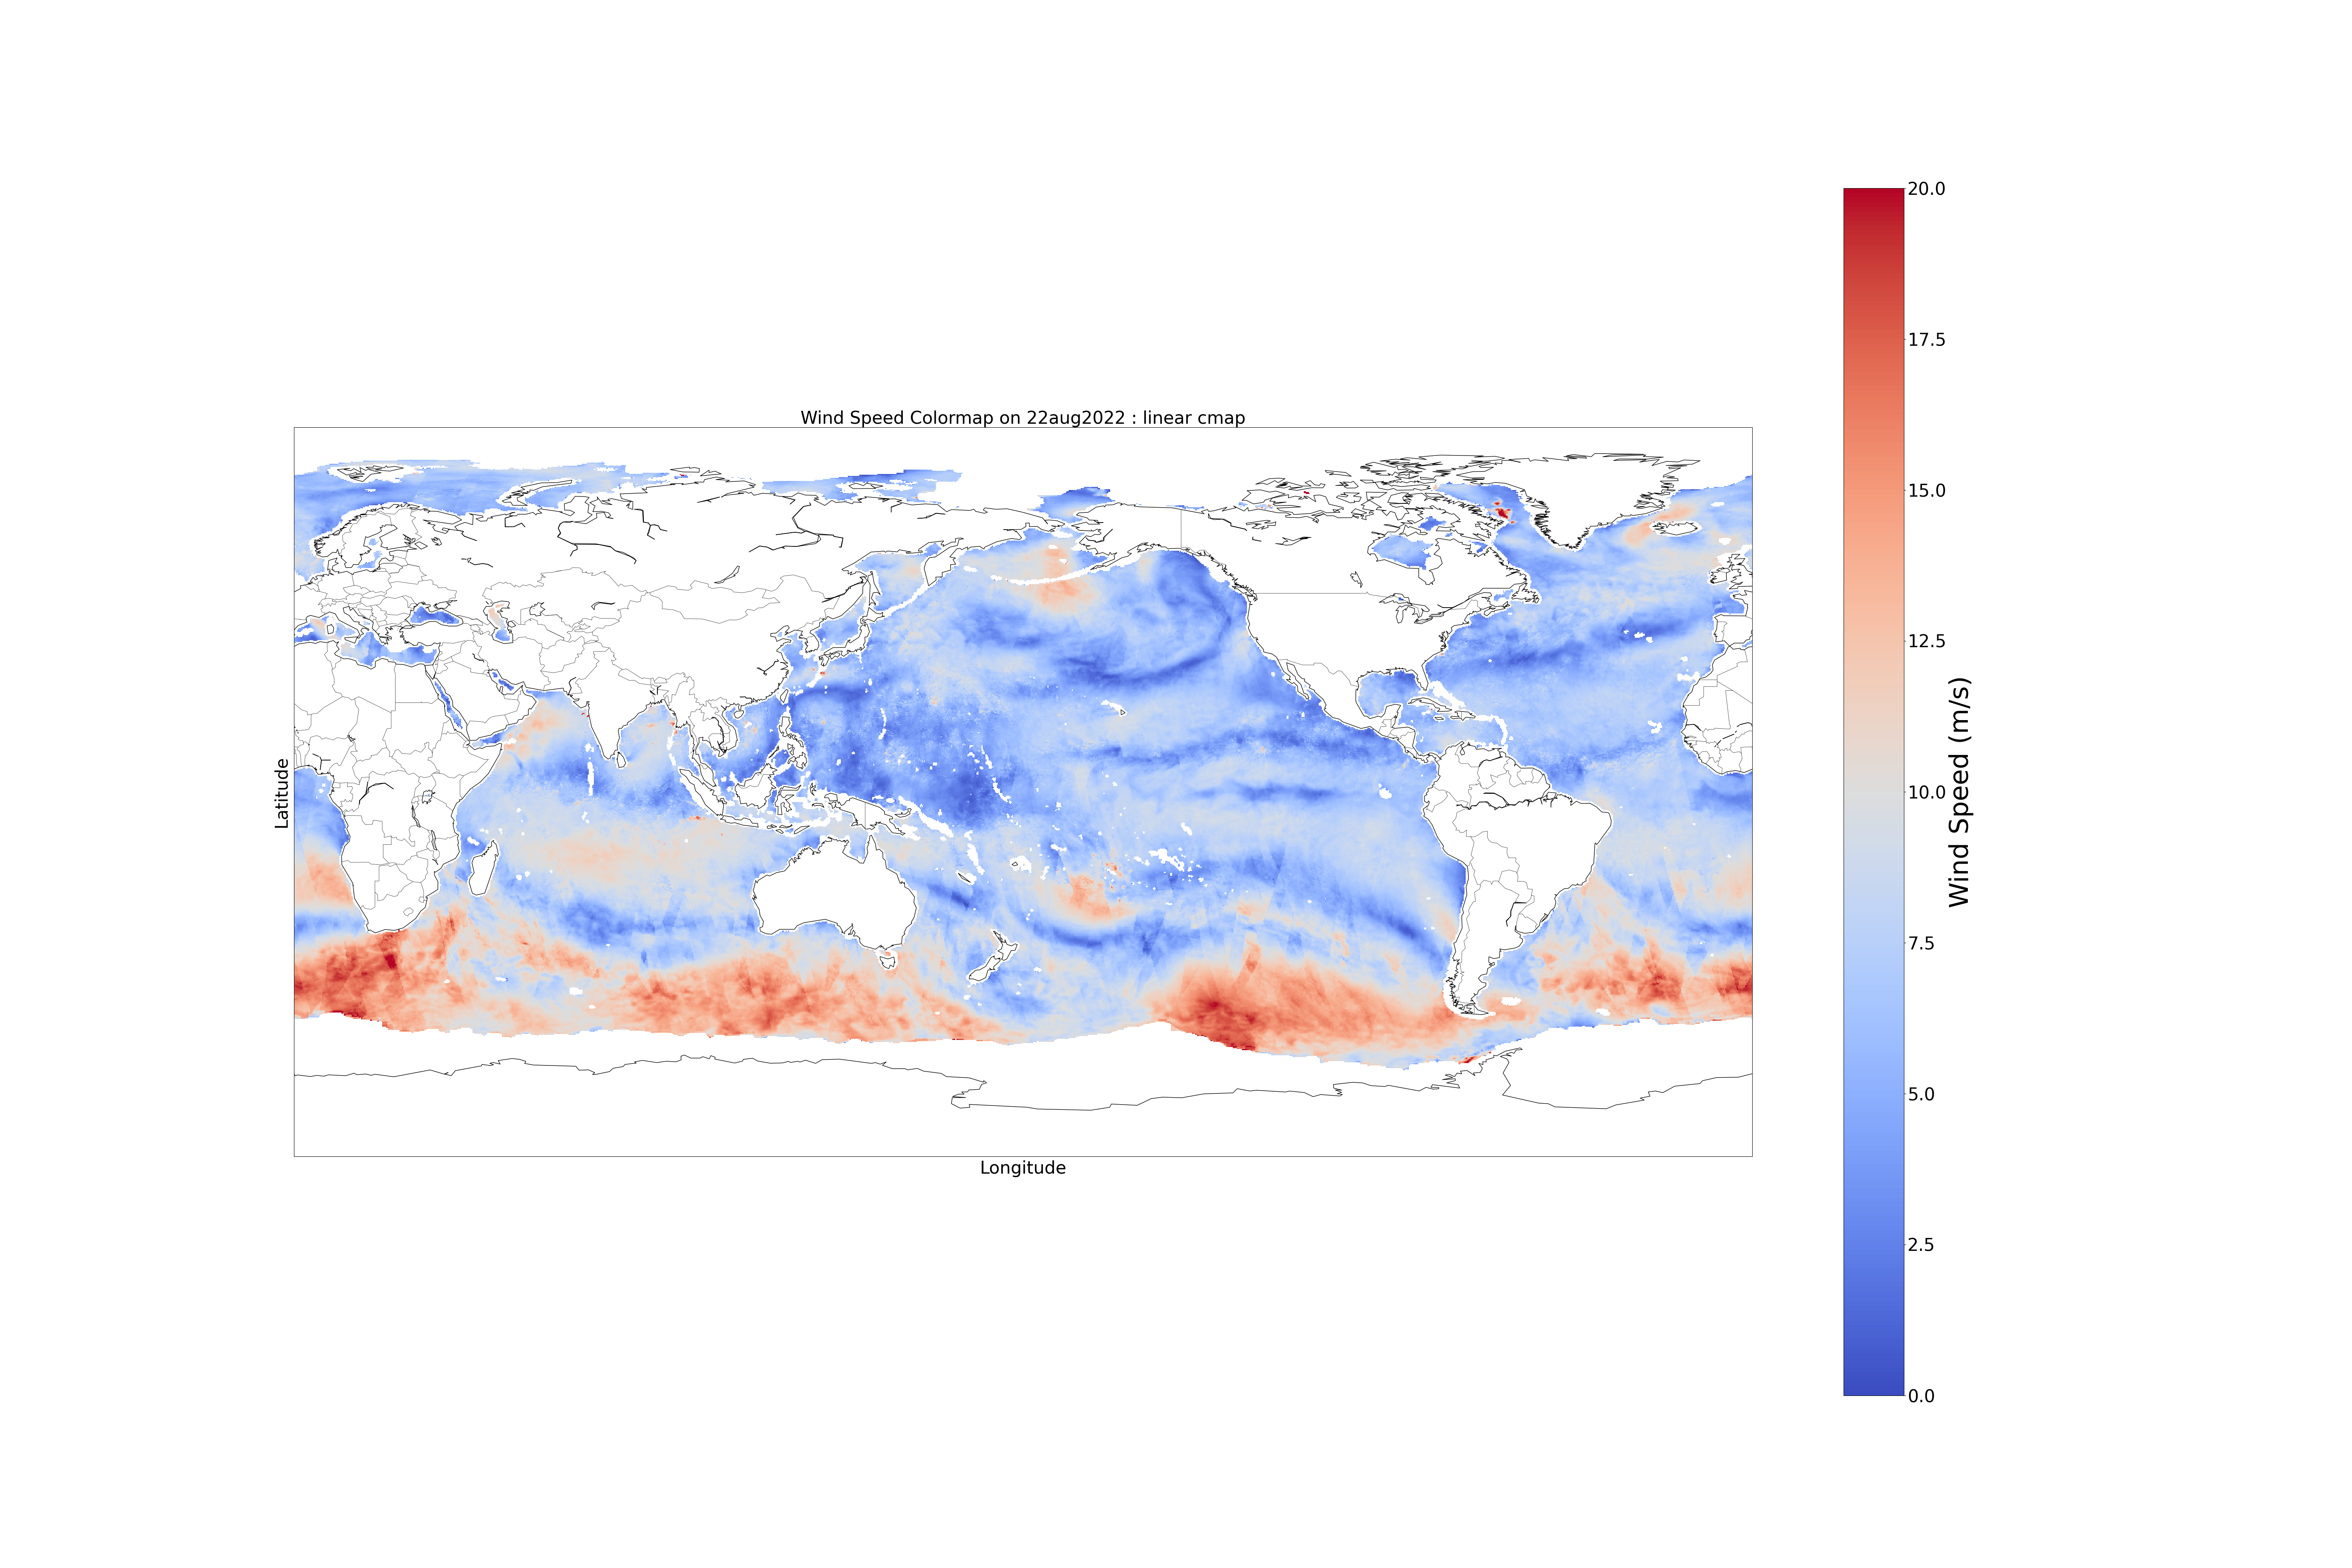 Wind Speed Colormap on 22aug2022 : linear cmap
Latitude
Longitude
20.0
17.5
15.0
12.5
10.0
7.5
5.0
2.5
0.0
Wind Speed (m/s)